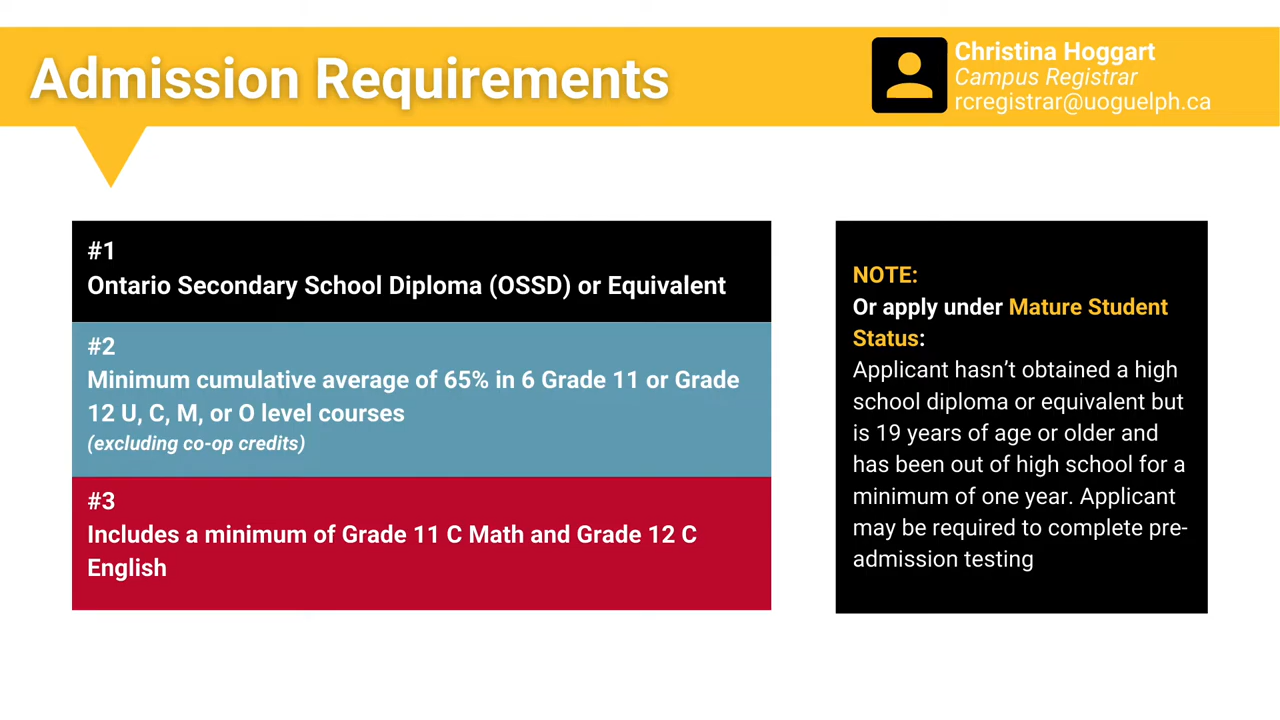 Admission Requirements
Christina Hoggart
Campus Registrar
rcregistrar@uoguelph.ca
#1
Ontario Secondary School Diploma (OSSD) or Equivalent
#2
Minimum cumulative average of 65% in 6 Grade 11 or Grade
12 U, C, M, or O level courses
(excluding co-op credits)
#3
Includes a minimum of Grade 11 C Math and Grade 12 C
English
NOTE:
Or apply under Mature Student
Status:
Applicant hasn’t obtained a high
school diploma or equivalent but
is 19 years of age or older and
has been out of high school for a
minimum of one year. Applicant
may be required to complete pre-
admission testing